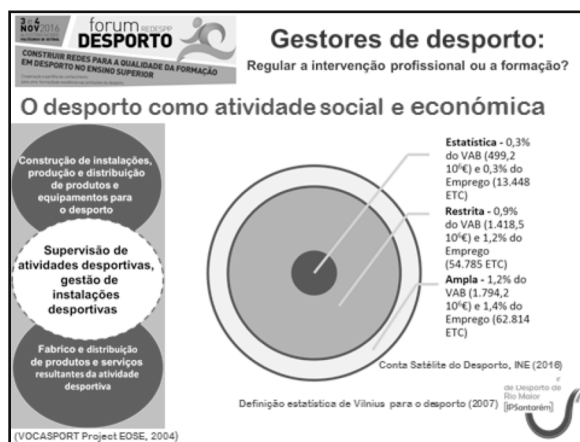 3 e 4
NOV2016
forum
REDESPP
DESPORTO
CONSTRUIR REDES PARA A QUALIDADE DA FORMAÇÃO
EM DESPORTO NO ENSINO SUPERIOR
Gestores de desporto:
Regular a intervenção profissional ou a formação?
O desporto como atividade social e económica
Construção de instalações,
produção e distribuição
de produtos e
equipamentos para
o desporto
Supervisão de
atividades desportivas,
gestão de
instalações
desportivas
Fabrico e distribuição
de produtos e serviços
resultantes da atividade
desportiva
(VOCASPORT Project EOSE, 2004)
Estatística - 0,3%
do VAB (499,2
10⁶€) e 0,3% do
Emprego (13.448
ETC)
Restrita - 0,9%
do VAB (1.418,5
10⁶€) e 1,2% do
Emprego
(54.785 ETC)
Ampla - 1,2% do
VAB (1.794,2
10⁶€) e 1,4% do
Emprego (62.814
ETC)
Conta Satélite do Desporto, INE (2016)
Definição estatística de Vilnius para o desporto (2007)
de Desporto de
Rio Maior
[IPSantarém]